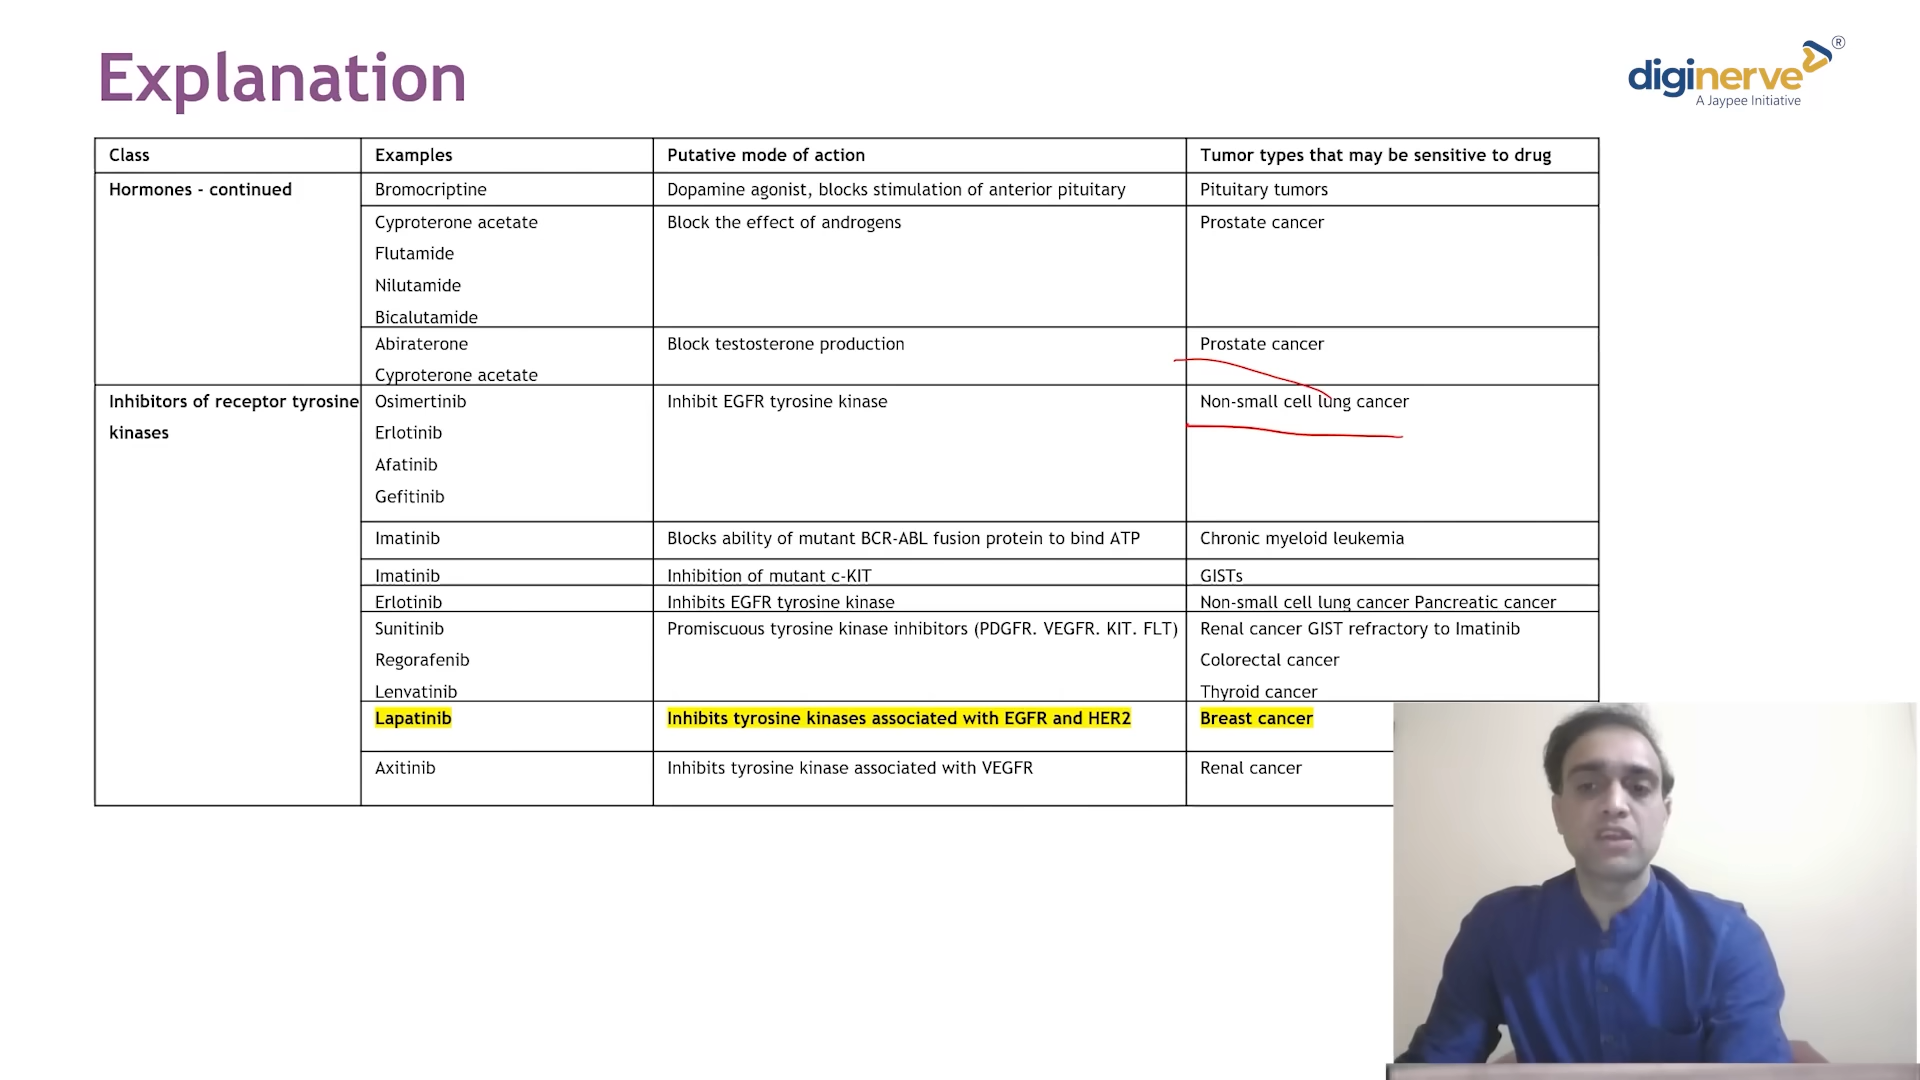 Explanation
diginerve®
A Jaypee Initiative
Class Examples Putative mode of action Tumor types that may be sensitive to drug
Hormones - continued Bromocriptine Dopamine agonist, blocks stimulation of anterior pituitary Pituitary tumors
Cyproterone acetate Block the effect of androgens Prostate cancer
Flutamide
Nilutamide
Bicalutamide
Abiraterone Block testosterone production Prostate cancer
Cyproterone acetate
Inhibitors of receptor tyrosine Osimertinib Inhibit EGFR tyrosine kinase Non-small cell lung cancer
kinases Erlotinib
Afatinib
Gefitinib
Imatinib Blocks ability of mutant BCR-ABL fusion protein to bind ATP Chronic myeloid leukemia
Imatinib Inhibition of mutant c-KIT GISTs
Erlotinib Inhibits EGFR tyrosine kinase Non-small cell lung cancer Pancreatic cancer
Sunitinib Promiscuous tyrosine kinase inhibitors (PDGFR. VEGFR. KIT. FLT) Renal cancer GIST refractory to Imatinib
Regorafenib Colorectal cancer
Lenvatinib Thyroid cancer
Lapatinib Inhibits tyrosine kinases associated with EGFR and HER2 Breast cancer
Axitinib Inhibits tyrosine kinase associated with VEGFR Renal cancer